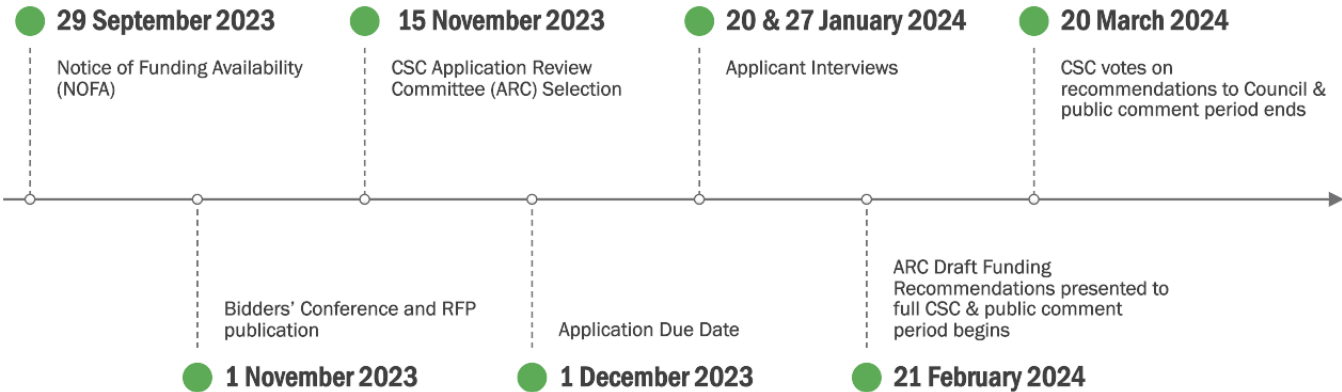 29 September 2023
Notice of Funding Availability
(NOFA)
15 November 2023
CSC Application Review
Committee (ARC) Selection
20 & 27 January 2024
Applicant Interviews
20 March 2024
CSC votes on
recommendations to Council &
public comment period ends
Bidders’ Conference and RFP
publication
1 November 2023
Application Due Date
1 December 2023
ARC Draft Funding
Recommendations presented to
full CSC & public comment
period begins
21 February 2024